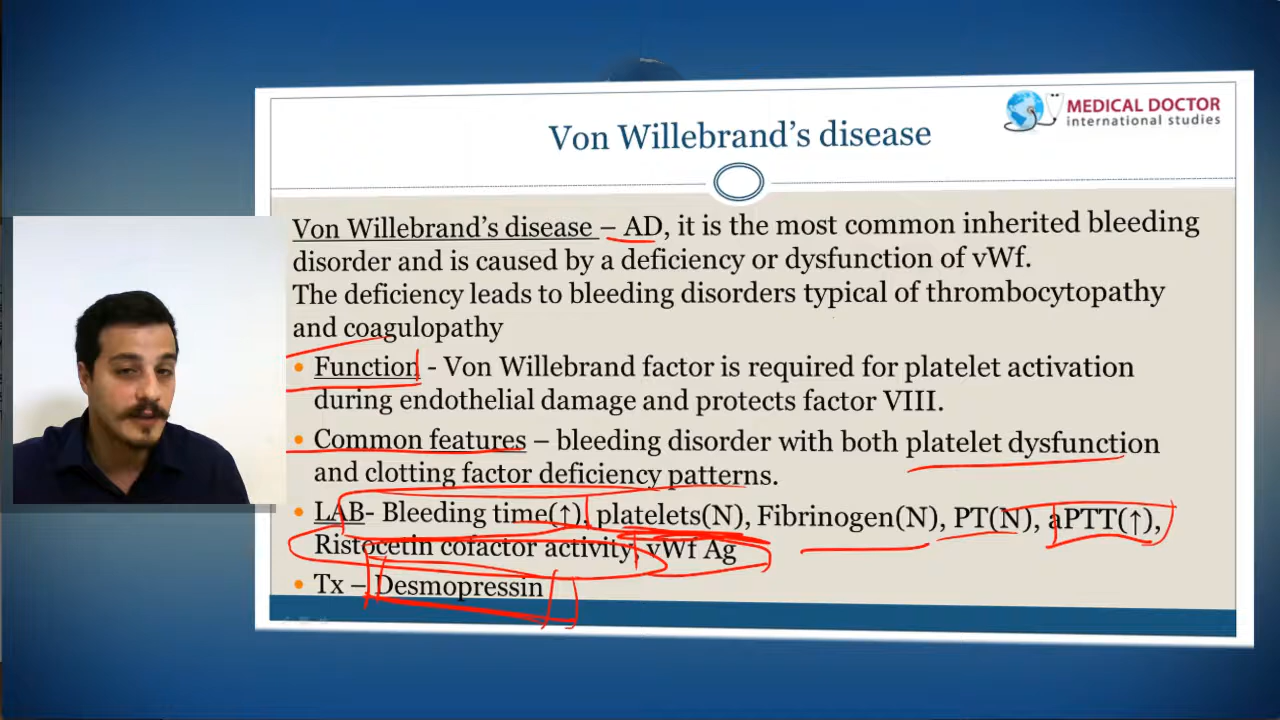 MEDICAL DOCTOR
international studies
Von Willebrand's disease
Von Willebrand's disease – AD, it is the most common inherited bleeding
disorder and is caused by a deficiency or dysfunction of vWf.
The deficiency leads to bleeding disorders typical of thrombocytopathy
and coagulopathy
• Function - Von Willebrand factor is required for platelet activation
during endothelial damage and protects factor VIII.
• Common features – bleeding disorder with both platelet dysfunction
and clotting factor deficiency patterns.
• LAB- Bleeding time(↑), platelets(N), Fibrinogen(N), PT(N), aPTT(↑),
Ristocetin cofactor activity, vWf Ag
• Tx – Desmopressin